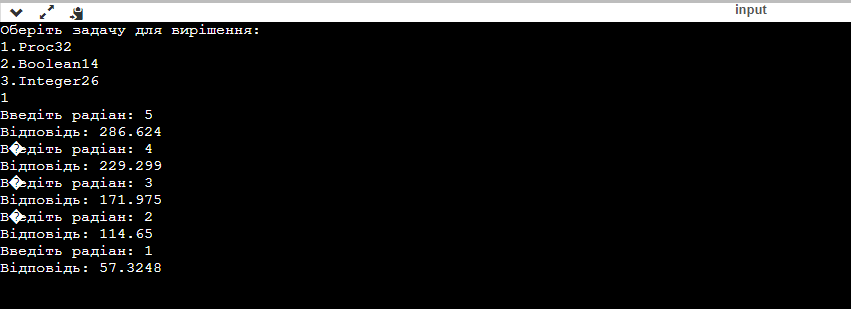 input
Оберіть задачу для вирішення:
1.Proc32
2.Boolean14
3.Integer26
1
Введіть радіан: 5
Відповідь: 286.624
В�едіть радіан: 4
Відповідь: 229.299
В�едіть радіан: 3
Відповідь: 171.975
В�едіть радіан: 2
Відповідь: 114.65
Введіть радіан: 1
Відповідь: 57.3248